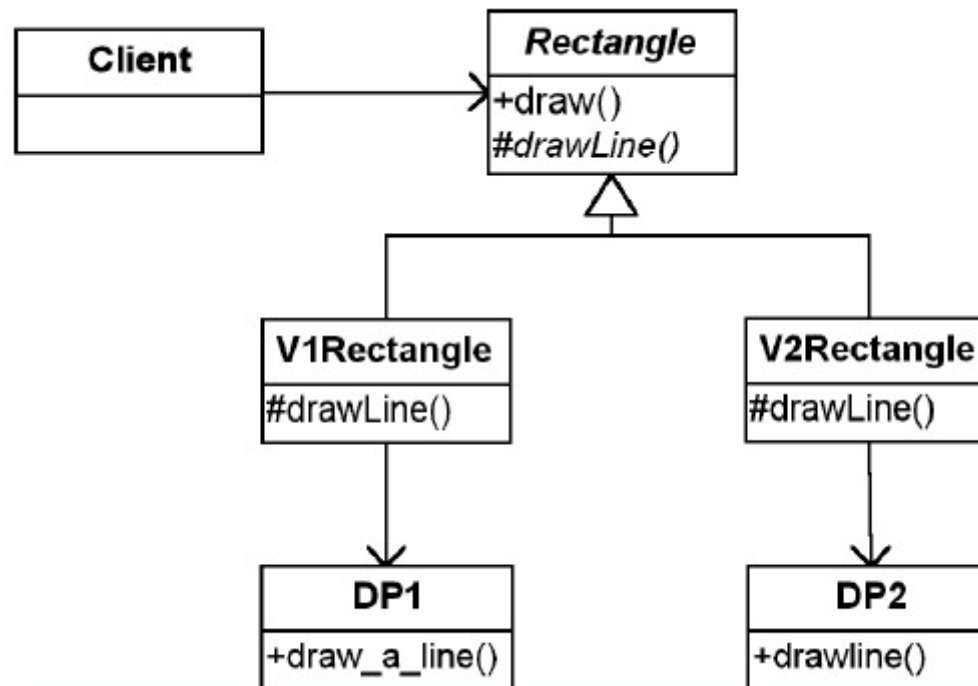 Client
Rectangle
+draw()
#drawLine()
V1Rectangle
#drawLine()
V2Rectangle
#drawLine()
DP1
+draw_a_line()
DP2
+drawline()